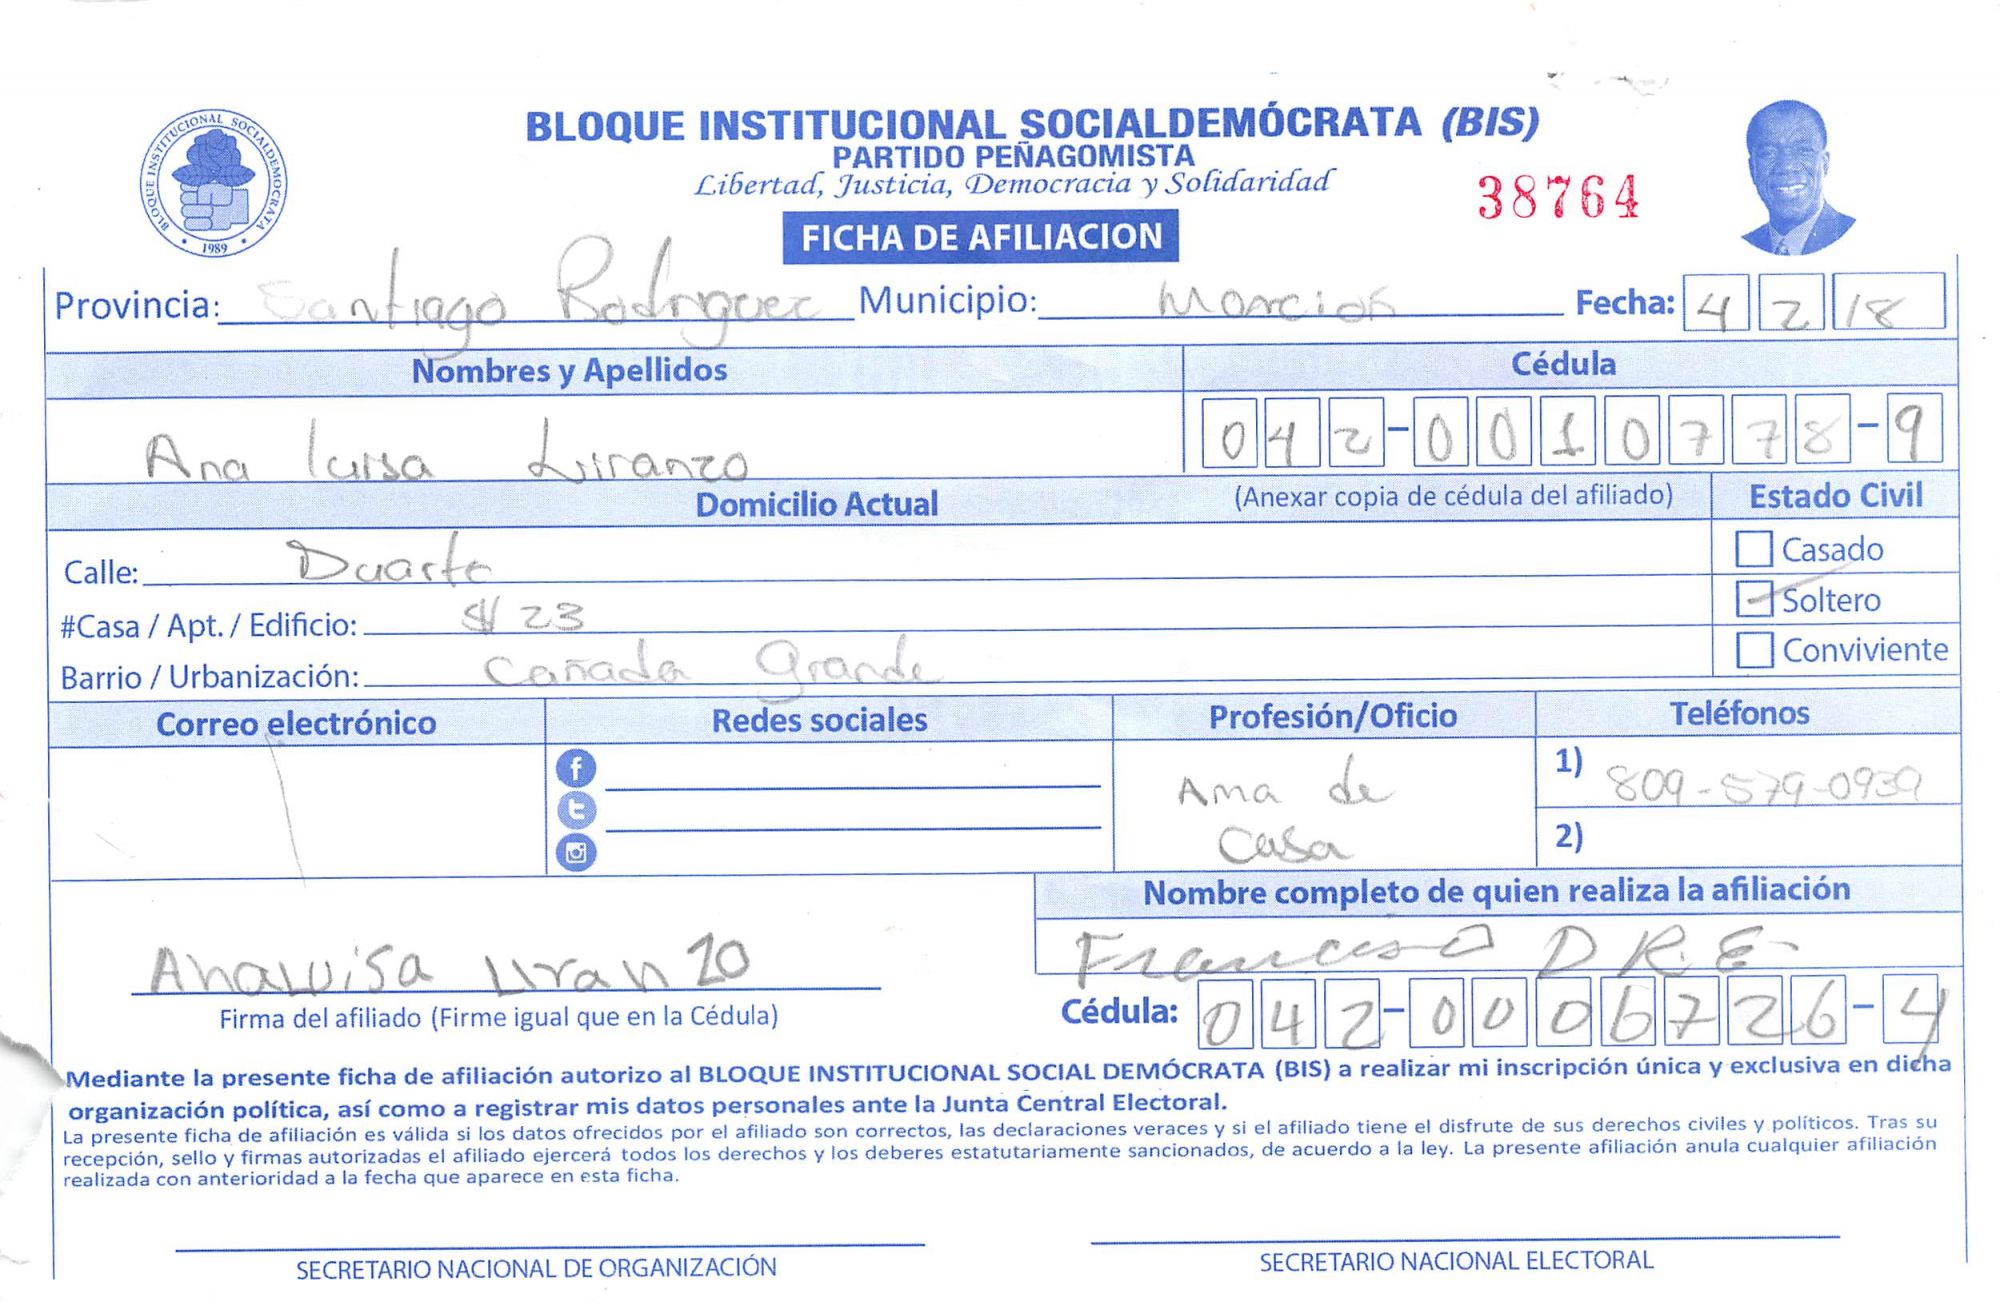 BLOQUE INSTITUCIONAL SOCIALDEMOCRATA
1989
BLOQUE INSTITUCIONAL SOCIALDEMÓCRATA (BIS)
PARTIDO PEÑAGOMISTA
Libertad, Justicia, Democracia y Solidaridad
38764
FICHA DE AFILIACION
Provincia: Santiago Rodriguez Municipio: Moncion Fecha: 4 2 18
Nombres y Apellidos Cédula
Ana luisa Liranzo 042-0010778-9
Domicilio Actual (Anexar copia de cédula del afiliado) Estado Civil
Calle: Duarte Casado
#Casa / Apt. / Edificio: 23 Soltero
Barrio / Urbanización: Cañada Grande Conviviente
Correo electrónico Redes sociales Profesión/Oficio Teléfonos
Ama de Casa 1) 809-579-0939
2)
Nombre completo de quien realiza la afiliación
Francisco D R. E-
Analuisa Liranzo
Firma del afiliado (Firme igual que en la Cédula) Cédula: 042-0006726-4
Mediante la presente ficha de afiliación autorizo al BLOQUE INSTITUCIONAL SOCIAL DEMÓCRATA (BIS) a realizar mi inscripción única y exclusiva en dicha
organización política, así como a registrar mis datos personales ante la Junta Central Electoral.
La presente ficha de afiliación es válida si los datos ofrecidos por el afiliado son correctos, las declaraciones veraces y si el afiliado tiene el disfrute de sus derechos civiles y políticos. Tras su
recepción, sello y firmas autorizadas el afiliado ejercerá todos los derechos y los deberes estatutariamente sancionados, de acuerdo a la ley. La presente afiliación anula cualquier afiliación
realizada con anterioridad a la fecha que aparece en esta ficha.
SECRETARIO NACIONAL DE ORGANIZACIÓN SECRETARIO NACIONAL ELECTORAL